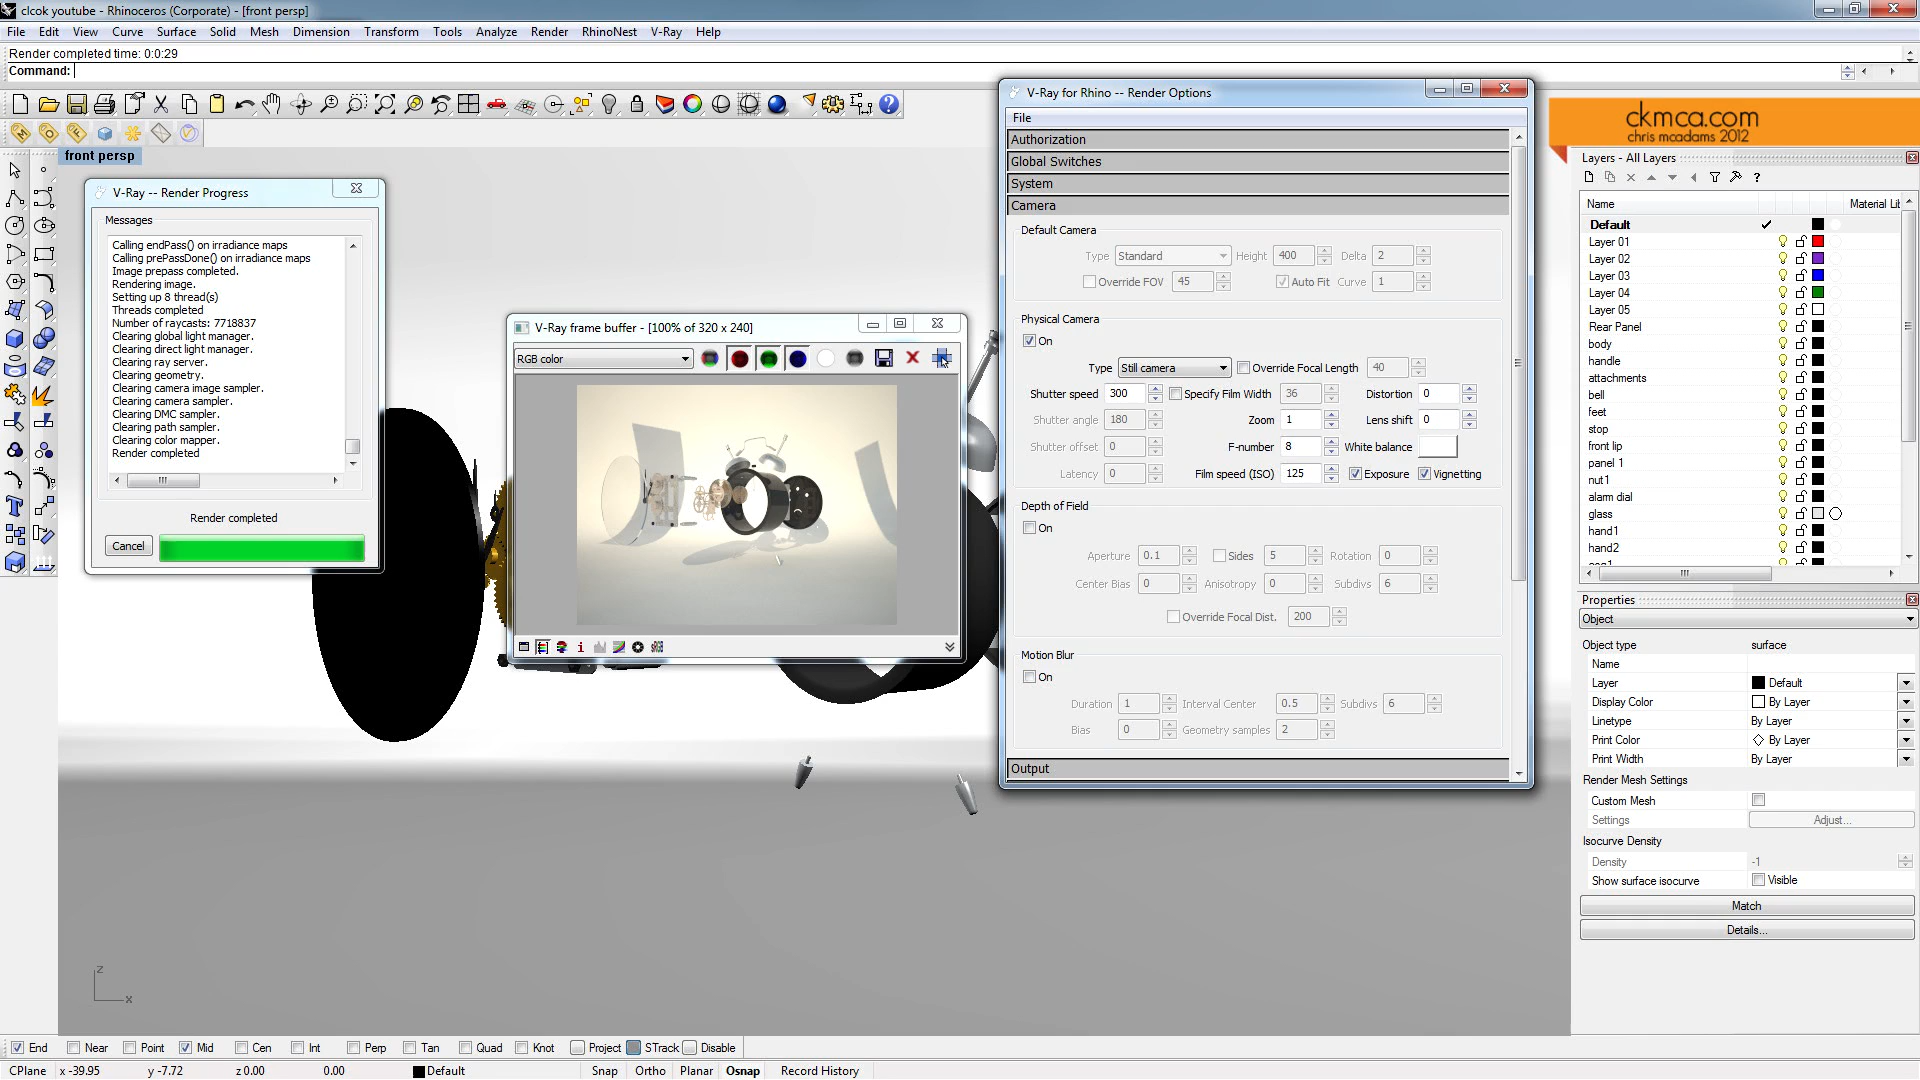 clcok youtube - Rhinoceros (Corporate) - [front persp]
File Edit View Curve Surface Solid Mesh Dimension Transform Tools Analyze Render RhinoNest V-Ray Help
Render completed time: 0:0:29
Command:
front persp
V-Ray -- Render Progress
Messages
Calling endPass() on irradiance maps
Calling prePassDone() on irradiance maps
Image prepass completed.
Rendering image.
Setting up 8 thread(s)
Threads completed
Number of raycasts: 7718837
Clearing global light manager.
Clearing direct light manager.
Clearing ray server.
Clearing geometry.
Clearing camera image sampler.
Clearing camera sampler.
Clearing DMC sampler.
Clearing path sampler.
Clearing color mapper.
Render completed
Render completed
Cancel
V-Ray frame buffer - [100% of 320 x 240]
RGB color
V-Ray for Rhino -- Render Options
File
Authorization
Global Switches
System
Camera
Default Camera
Type Standard Height 400 Delta 2
Override FOV 45 Auto Fit Curve 1
Physical Camera
On
Type Still camera Override Focal Length 40
Shutter speed 300 Specify Film Width 36 Distortion 0
Shutter angle 180 Zoom 1 Lens shift 0
Shutter offset 0 F-number 8 White balance
Latency 0 Film speed (ISO) 125 Exposure Vignetting
Depth of Field
On
Aperture 0.1 Sides 5 Rotation 0
Center Bias 0 Anisotropy 0 Subdivs 6
Override Focal Dist. 200
Motion Blur
On
Duration 1 Interval Center 0.5 Subdivs 6
Bias 0 Geometry samples 2
Output
ckmca.com
chris mcadams 2012
Layers - All Layers
Name Material Lib
Default
Layer 01
Layer 02
Layer 03
Layer 04
Layer 05
Rear Panel
body
handle
attachments
bell
feet
stop
front lip
panel 1
nut1
alarm dial
glass
hand1
hand2
Properties
Object
Object type surface
Name
Layer Default
Display Color By Layer
Linetype By Layer
Print Color By Layer
Print Width By Layer
Render Mesh Settings
Custom Mesh
Settings Adjust...
Isocurve Density
Density -1
Show surface isocurve Visible
Match
Details...
z
x
End Near Point Mid Cen Int Perp Tan Quad Knot Project STrack Disable
CPlane x -39.95 y -7.72 z 0.00 0.00 Default Snap Ortho Planar Osnap Record History